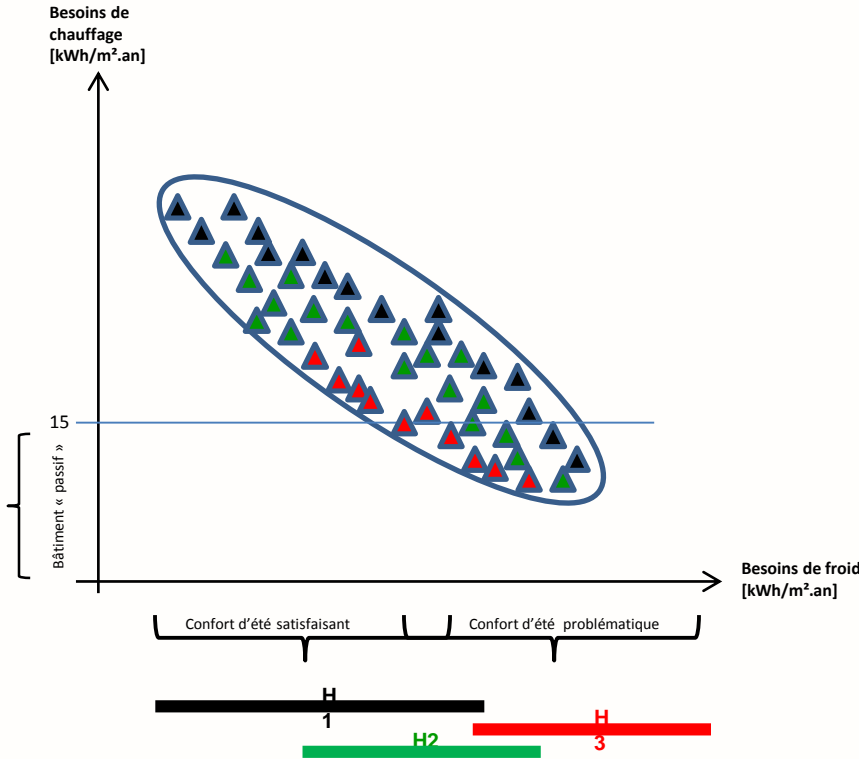 Besoins de
chauffage
[kWh/m².an]
15
Bâtiment « passif »
Besoins de froid
[kWh/m².an]
Confort d'été satisfaisant
Confort d'été problématique
H
1
H
3
H2